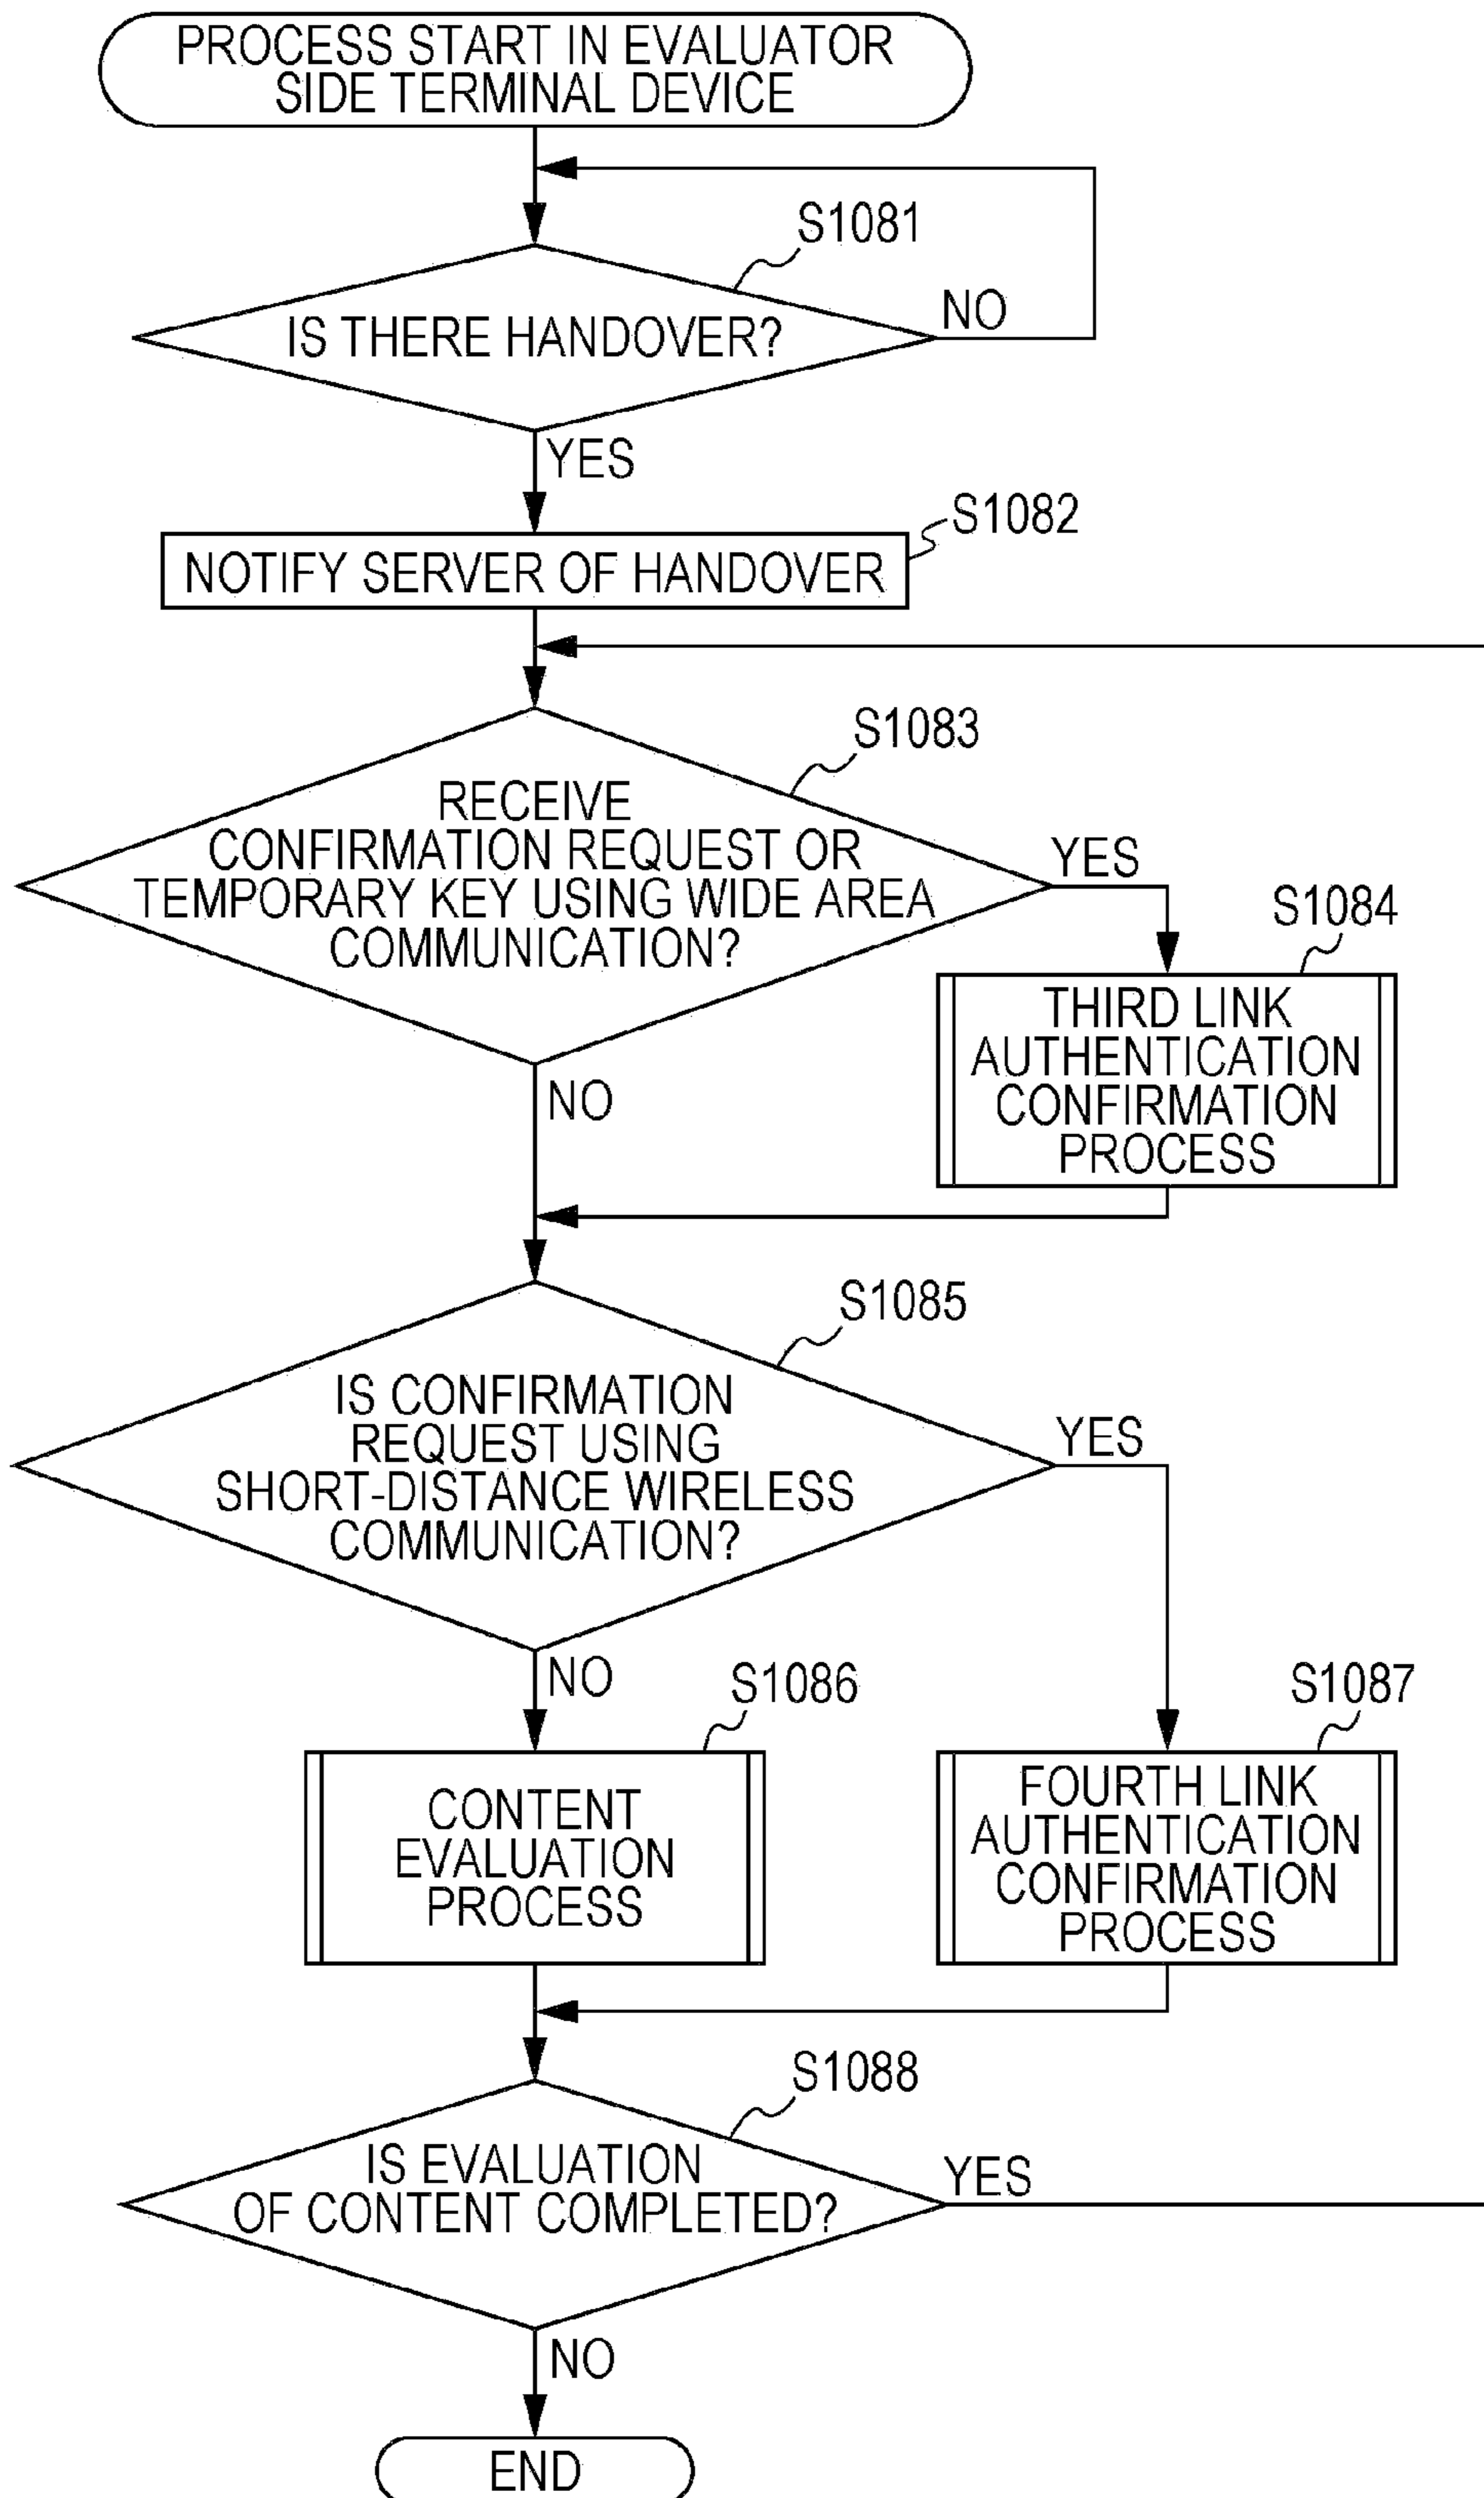 PROCESS START IN EVALUATOR
SIDE TERMINAL DEVICE
S1081
IS THERE HANDOVER?
NO
YES
S1082
NOTIFY SERVER OF HANDOVER
S1083
RECEIVE
CONFIRMATION REQUEST OR
TEMPORARY KEY USING WIDE AREA
COMMUNICATION?
YES
S1084
THIRD LINK
AUTHENTICATION
CONFIRMATION
PROCESS
NO
S1085
IS CONFIRMATION
REQUEST USING
SHORT-DISTANCE WIRELESS
COMMUNICATION?
YES
NO
S1086
CONTENT
EVALUATION
PROCESS
S1087
FOURTH LINK
AUTHENTICATION
CONFIRMATION
PROCESS
S1088
IS EVALUATION
OF CONTENT COMPLETED?
YES
NO
END